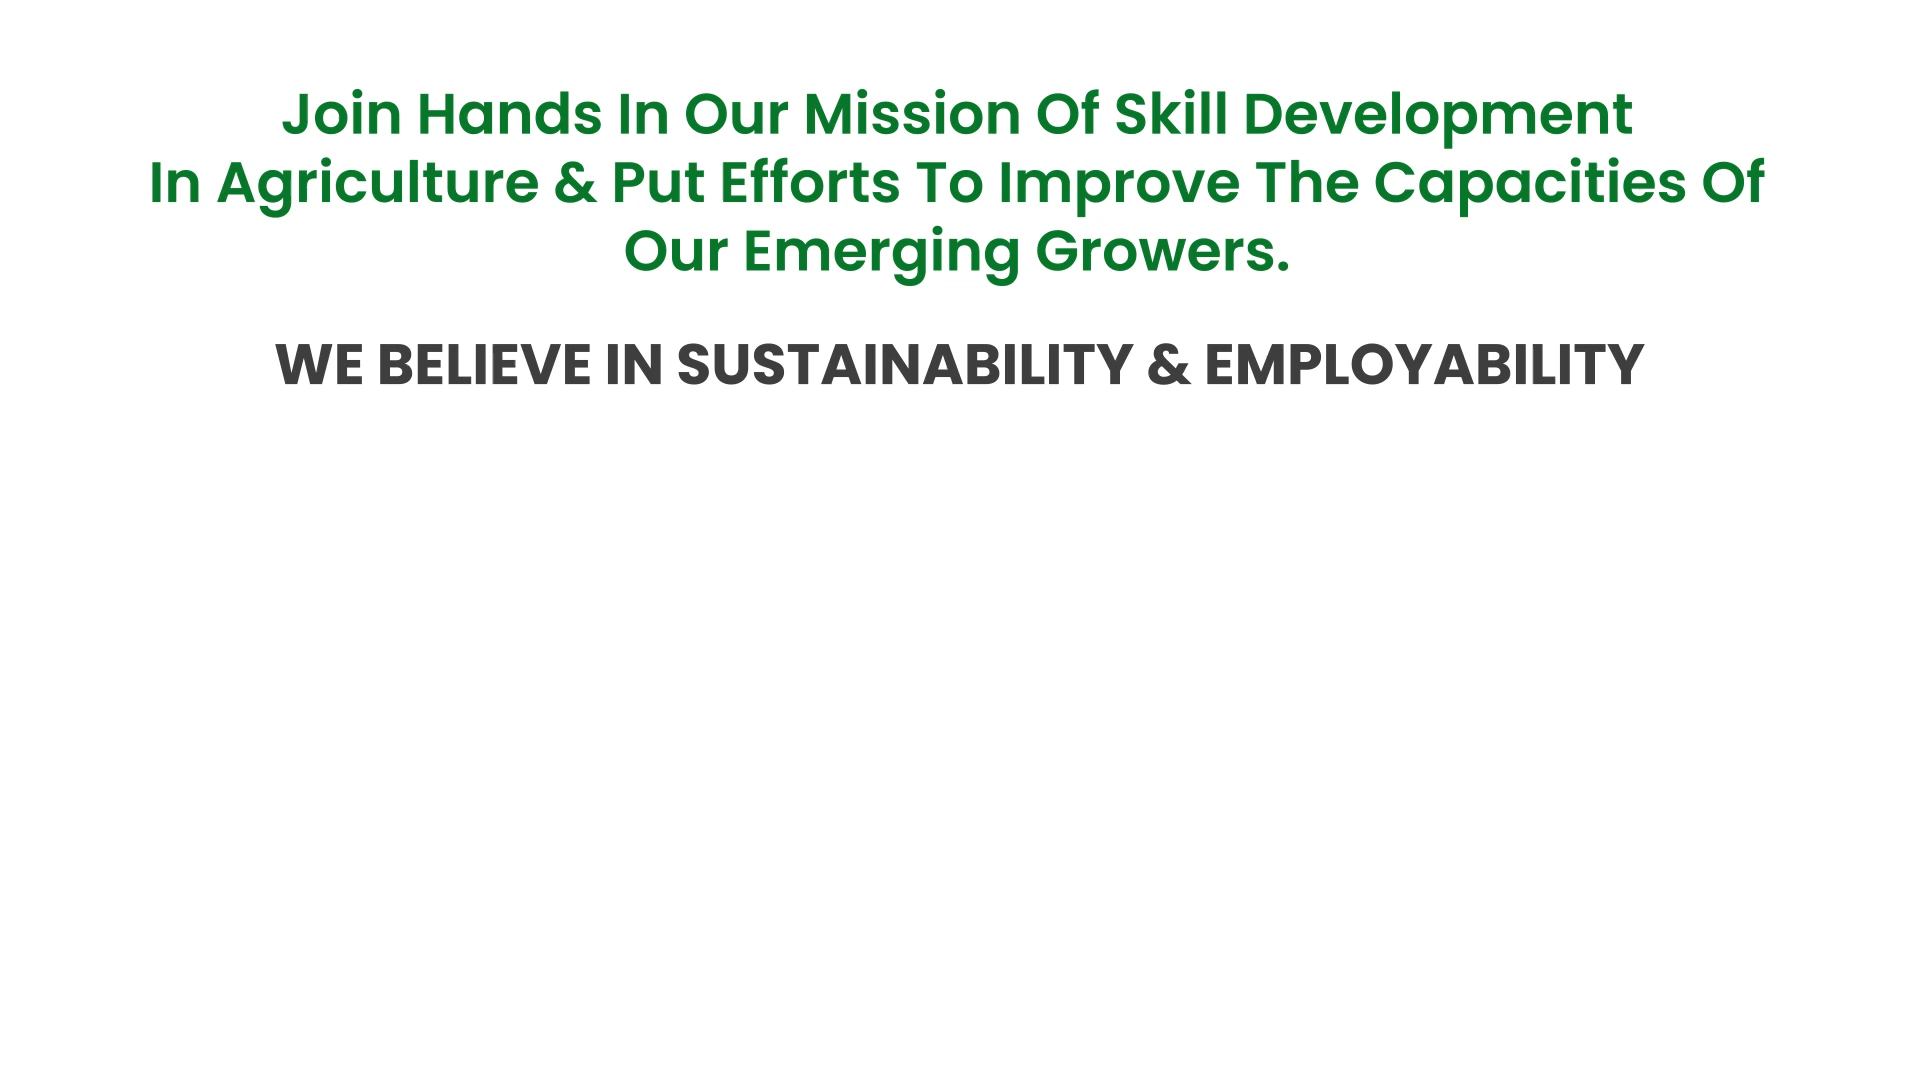 Join Hands In Our Mission Of Skill Development
In Agriculture & Put Efforts To Improve The Capacities Of
Our Emerging Growers.
WE BELIEVE IN SUSTAINABILITY & EMPLOYABILITY